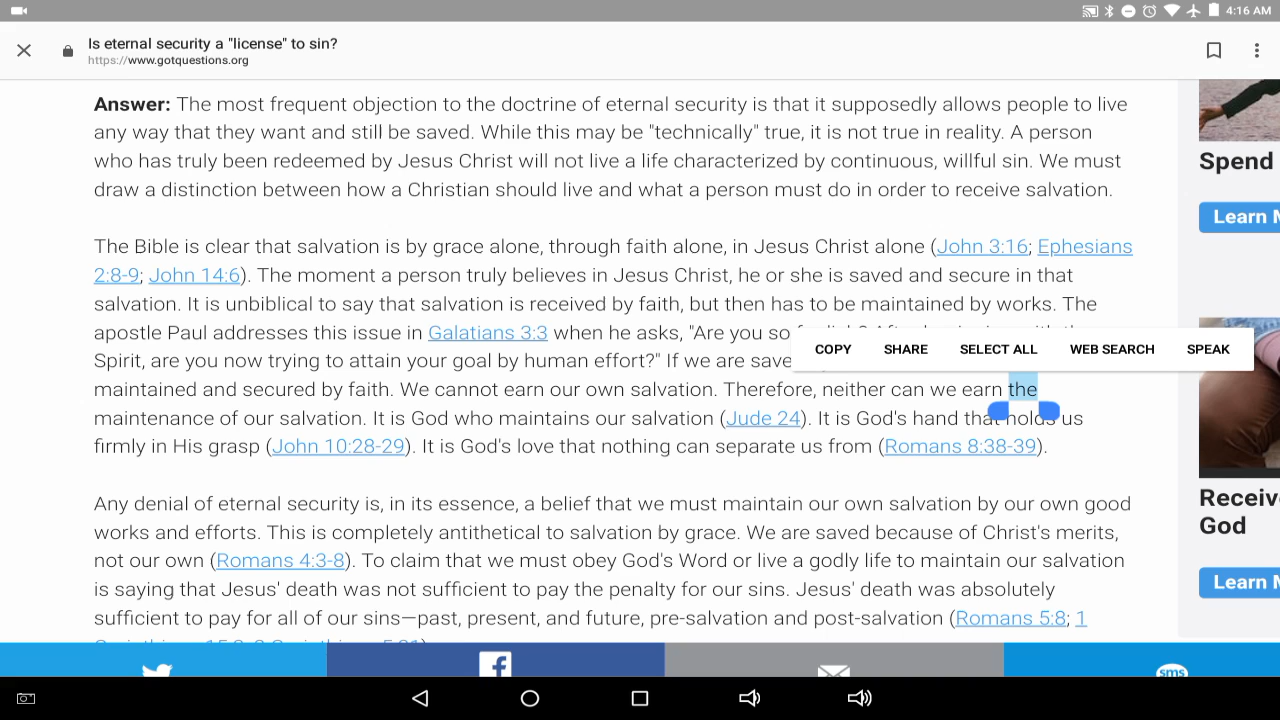 4:16 AM
Is eternal security a "license" to sin?
https://www.gotquestions.org
Answer: The most frequent objection to the doctrine of eternal security is that it supposedly allows people to live
any way that they want and still be saved. While this may be "technically" true, it is not true in reality. A person
who has truly been redeemed by Jesus Christ will not live a life characterized by continuous, willful sin. We must
draw a distinction between how a Christian should live and what a person must do in order to receive salvation.
The Bible is clear that salvation is by grace alone, through faith alone, in Jesus Christ alone (John 3:16; Ephesians
2:8-9; John 14:6). The moment a person truly believes in Jesus Christ, he or she is saved and secure in that
salvation. It is unbiblical to say that salvation is received by faith, but then has to be maintained by works. The
apostle Paul addresses this issue in Galatians 3:3 when he asks, "Are you so
Spirit, are you now trying to attain your goal by human effort?" If we are save
COPY SHARE SELECT ALL WEB SEARCH SPEAK
maintained and secured by faith. We cannot earn our own salvation. Therefore, neither can we earn the
maintenance of our salvation. It is God who maintains our salvation (Jude 24). It is God's hand that holds us
firmly in His grasp (John 10:28-29). It is God's love that nothing can separate us from (Romans 8:38-39).
Any denial of eternal security is, in its essence, a belief that we must maintain our own salvation by our own good
works and efforts. This is completely antithetical to salvation by grace. We are saved because of Christ's merits,
not our own (Romans 4:3-8). To claim that we must obey God's Word or live a godly life to maintain our salvation
is saying that Jesus' death was not sufficient to pay the penalty for our sins. Jesus' death was absolutely
sufficient to pay for all of our sins—past, present, and future, pre-salvation and post-salvation (Romans 5:8; 1
Spend
Learn M
Receive
God
Learn M
sms